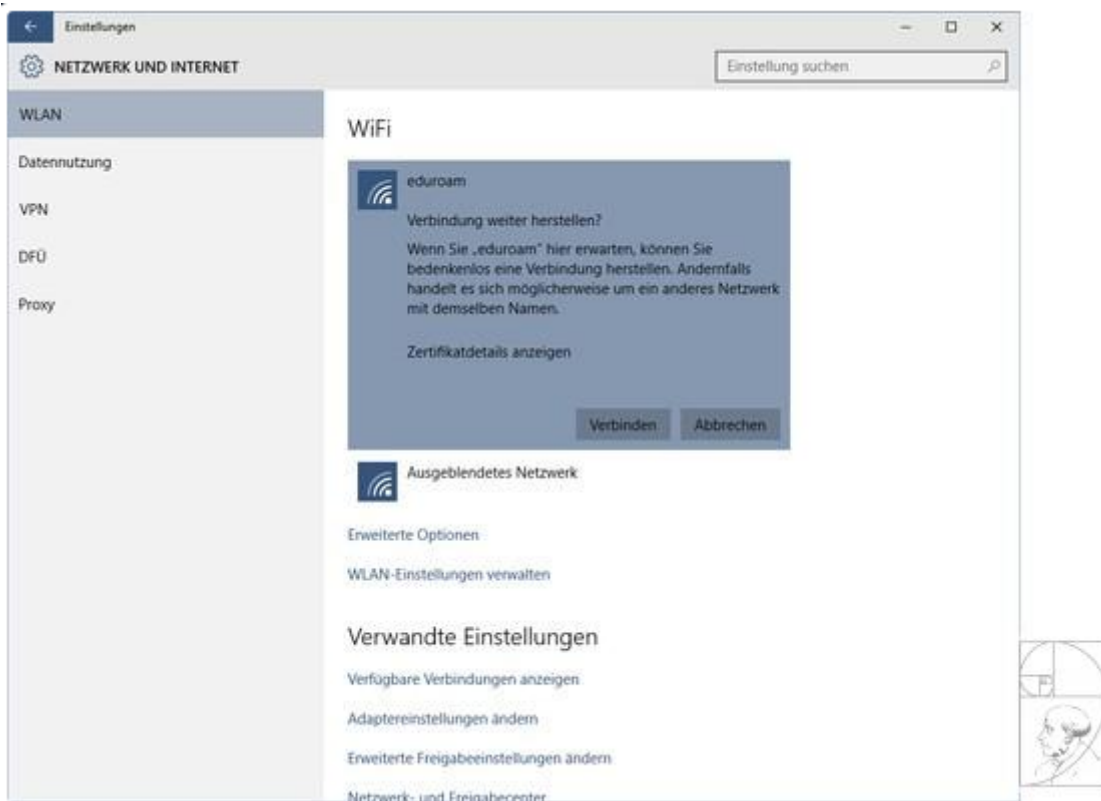 Einstellungen
NETZWERK UND INTERNET
Einstellung suchen
WLAN
Datennutzung
VPN
DFÜ
Proxy
WiFi
eduroam
Verbindung weiter herstellen?
Wenn Sie „eduroam" hier erwarten, können Sie
bedenkenlos eine Verbindung herstellen. Andernfalls
handelt es sich möglicherweise um ein anderes Netzwerk
mit demselben Namen.
Zertifikatdetails anzeigen
Verbinden Abbrechen
Ausgeblendetes Netzwerk
Erweiterte Optionen
WLAN-Einstellungen verwalten
Verwandte Einstellungen
Verfügbare Verbindungen anzeigen
Adaptereinstellungen ändern
Erweiterte Freigabeeinstellungen ändern
Netzwerk- und Freigabecenter